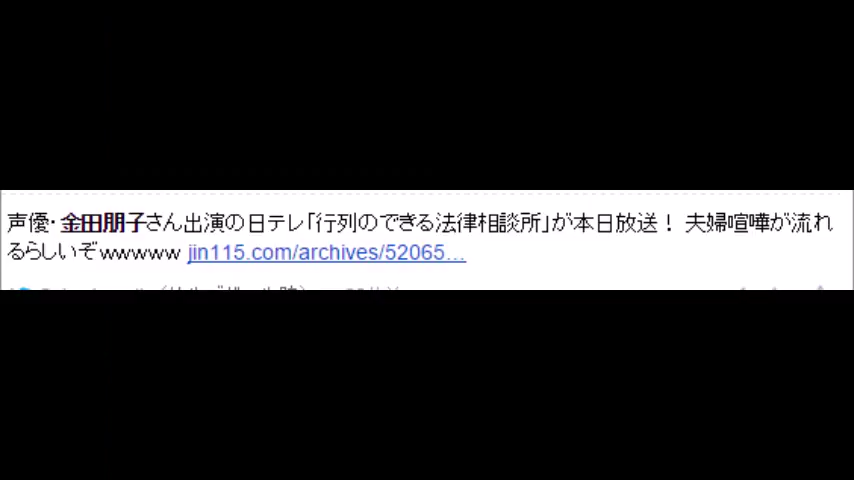 声優・金田朋子さん出演の日テレ「行列のできる法律相談所」が本日放送！ 夫婦喧嘩が流れ
るらしいぞwwwww jin115.com/archives/52065…